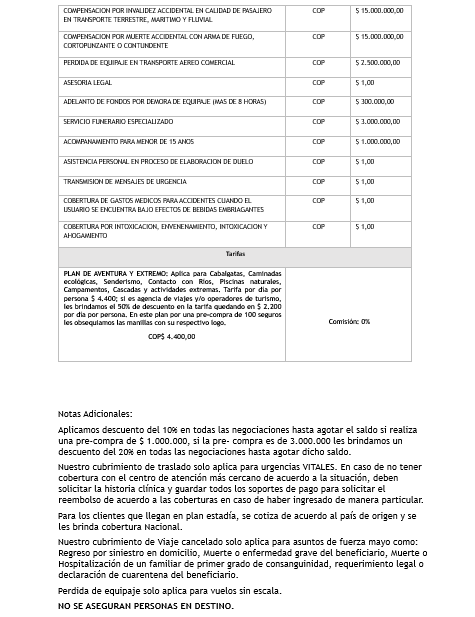 COMPENSACION POR INVALIDEZ ACCIDENTAL EN CALIDAD DE PASAJERO COP $ 15.000.000,00
EN TRANSPORTE TERRESTRE, MARITIMO Y FLUVIAL
COMPENSACION POR MUERTE ACCIDENTAL CON ARMA DE FUEGO, COP $ 15.000.000,00
CORTOPUNZANTE O CONTUNDENTE
PERDIDA DE EQUIPAJE EN TRANSPORTE AEREO COMERCIAL COP $ 2.500.000,00
ASESORIA LEGAL COP $ 1,00
ADELANTO DE FONDOS POR DEMORA DE EQUIPAJE (MAS DE 8 HORAS) COP $ 300.000,00
SERVICIO FUNERARIO ESPECIALIZADO COP $ 3.000.000,00
ACOMPANAMIENTO PARA MENOR DE 15 ANOS COP $ 1.000.000,00
ASISTENCIA PERSONAL EN PROCESO DE ELABORACION DE DUELO COP $ 1,00
TRANSMISION DE MENSAJES DE URGENCIA COP $ 1,00
COBERTURA DE GASTOS MEDICOS PARA ACCIDENTES CUANDO EL COP $ 1,00
USUARIO SE ENCUENTRA BAJO EFECTOS DE BEBIDAS EMBRIAGANTES
COBERTURA POR INTOXICACION, ENVENENAMIENTO, INTOXICACION Y COP $ 1,00
AHOGAMIENTO
Tarifas
PLAN DE AVENTURA Y EXTREMO: Aplica para Cabalgatas, Caminadas
ecológicas, Senderismo, Contacto con Rios, Piscinas naturales,
Campamentos, Cascadas y actividades extremas. Tarifa por dia por
persona $ 4.400; si es agencia de viajes y/o operadores de turismo,
les brindamos el 50% de descuento en la tarifa quedando en $ 2.200
por dia por persona. En este plan por una pre-compra de 100 seguros
les obsequiamos las manillas con su respectivo logo.
COP$ 4.400,00
Comisión: 0%
Notas Adicionales:
Aplicamos descuento del 10% en todas las negociaciones hasta agotar el saldo si realiza
una pre-compra de $ 1.000.000, si la pre- compra es de 3.000.000 les brindamos un
descuento del 20% en todas las negociaciones hasta agotar dicho saldo.
Nuestro cubrimiento de traslado solo aplica para urgencias VITALES. En caso de no tener
cobertura con el centro de atención más cercano de acuerdo a la situación, deben
solicitar la historia clínica y guardar todos los soportes de pago para solicitar el
reembolso de acuerdo a las coberturas en caso de haber ingresado de manera particular.
Para los clientes que llegan en plan estadía, se cotiza de acuerdo al país de origen y se
les brinda cobertura Nacional.
Nuestro cubrimiento de Viaje cancelado solo aplica para asuntos de fuerza mayo como:
Regreso por siniestro en domicilio, Muerte o enfermedad grave del beneficiario, Muerte o
Hospitalización de un familiar de primer grado de consanguinidad, requerimiento legal o
declaración de cuarentena del beneficiario.
Perdida de equipaje solo aplica para vuelos sin escala.
NO SE ASEGURAN PERSONAS EN DESTINO.